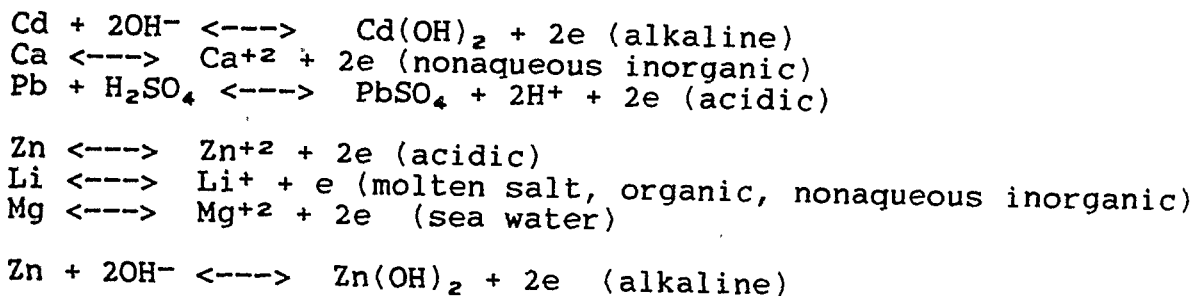 Cd + 2OH⁻ <---> Cd(OH)₂ + 2e (alkaline)
Ca <---> Ca⁺² + 2e (nonaqueous inorganic)
Pb + H₂SO₄ <---> PbSO₄ + 2H⁺ + 2e (acidic)
Zn <---> Zn⁺² + 2e (acidic)
Li <---> Li⁺ + e (molten salt, organic, nonaqueous inorganic)
Mg <---> Mg⁺² + 2e (sea water)
Zn + 2OH⁻ <---> Zn(OH)₂ + 2e (alkaline)